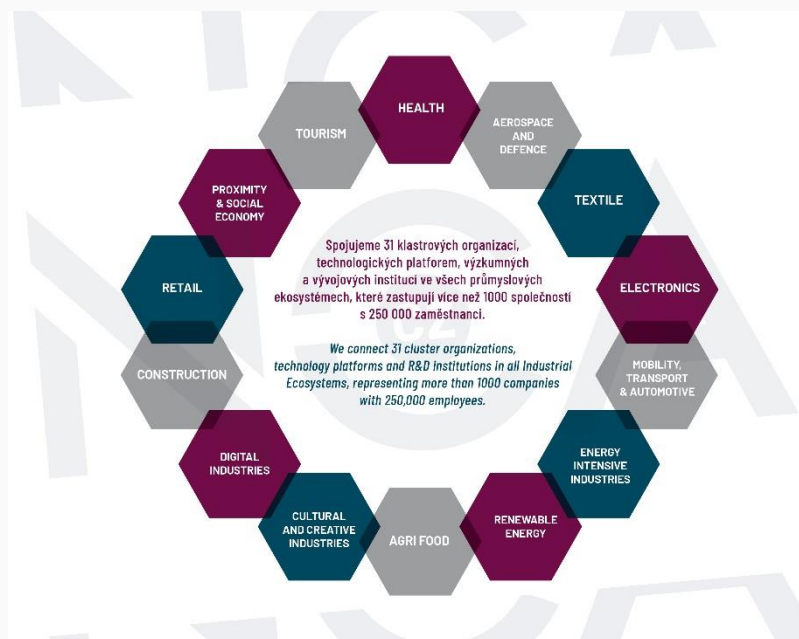 HEALTH
AEROSPACE
AND
DEFENCE
TEXTILE
ELECTRONICS
MOBILITY,
TRANSPORT
& AUTOMOTIVE
ENERGY
INTENSIVE
INDUSTRIES
RENEWABLE
ENERGY
AGRI FOOD
CULTURAL
AND CREATIVE
INDUSTRIES
DIGITAL
INDUSTRIES
CONSTRUCTION
RETAIL
PROXIMITY
& SOCIAL
ECONOMY
TOURISM
Spojujeme 31 klastrových organizací,
technologických platforem, výzkumných
a vývojových institucí ve všech průmyslových
ekosystémech, které zastupují více než 1000 společností
s 250 000 zaměstnanci.
We connect 31 cluster organizations,
technology platforms and R&D institutions in all Industrial
Ecosystems, representing more than 1000 companies
with 250,000 employees.
CZ